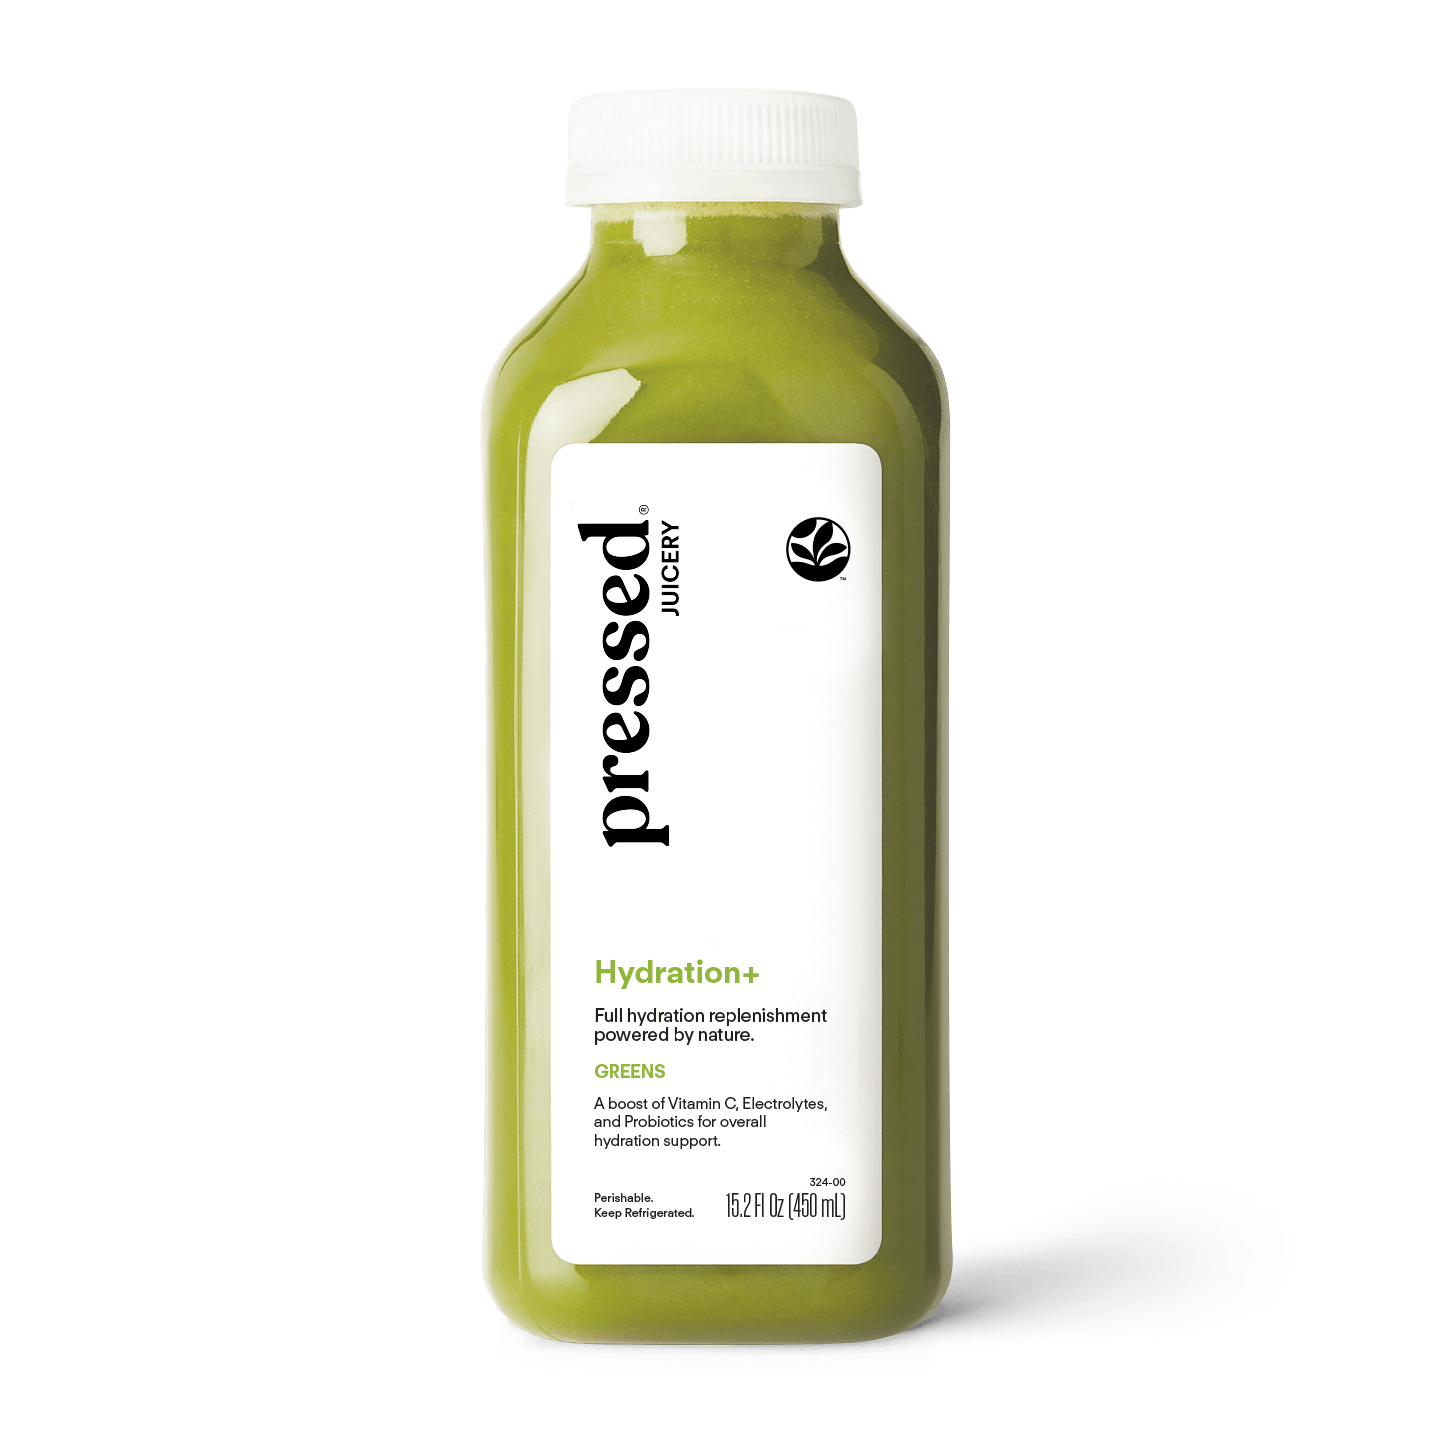 pressed®
JUICERY
™
Hydration+
Full hydration replenishment
powered by nature.
GREENS
A boost of Vitamin C, Electrolytes,
and Probiotics for overall
hydration support.
324-00
Perishable.
Keep Refrigerated.
15.2 Fl Oz (450 mL)